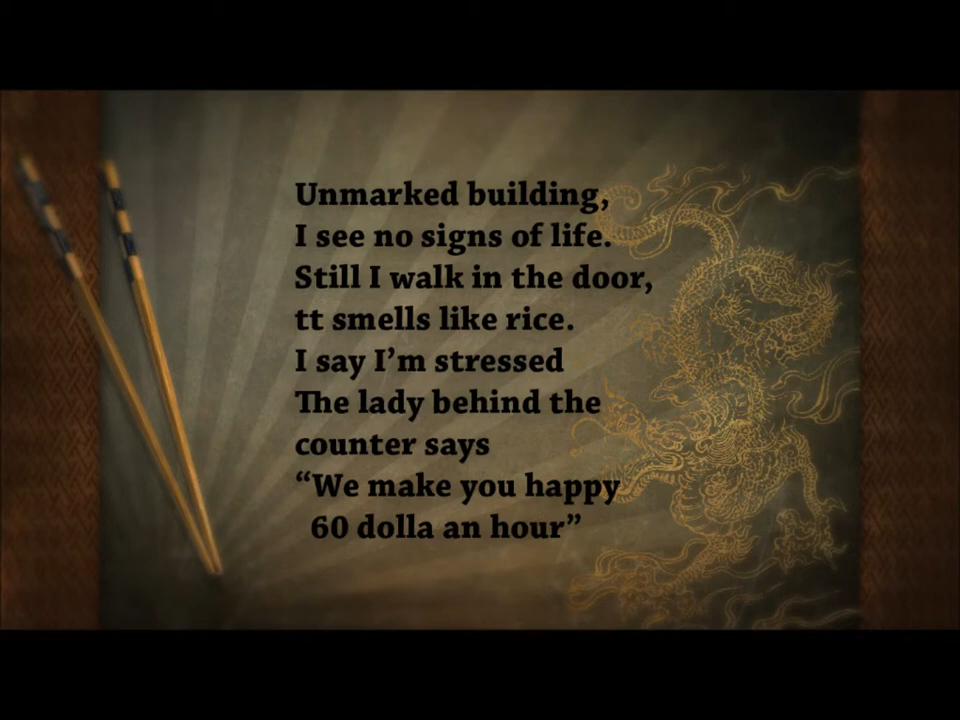 Unmarked building,
I see no signs of life.
Still I walk in the door,
tt smells like rice.
I say I’m stressed
The lady behind the
counter says
“We make you happy
60 dolla an hour”